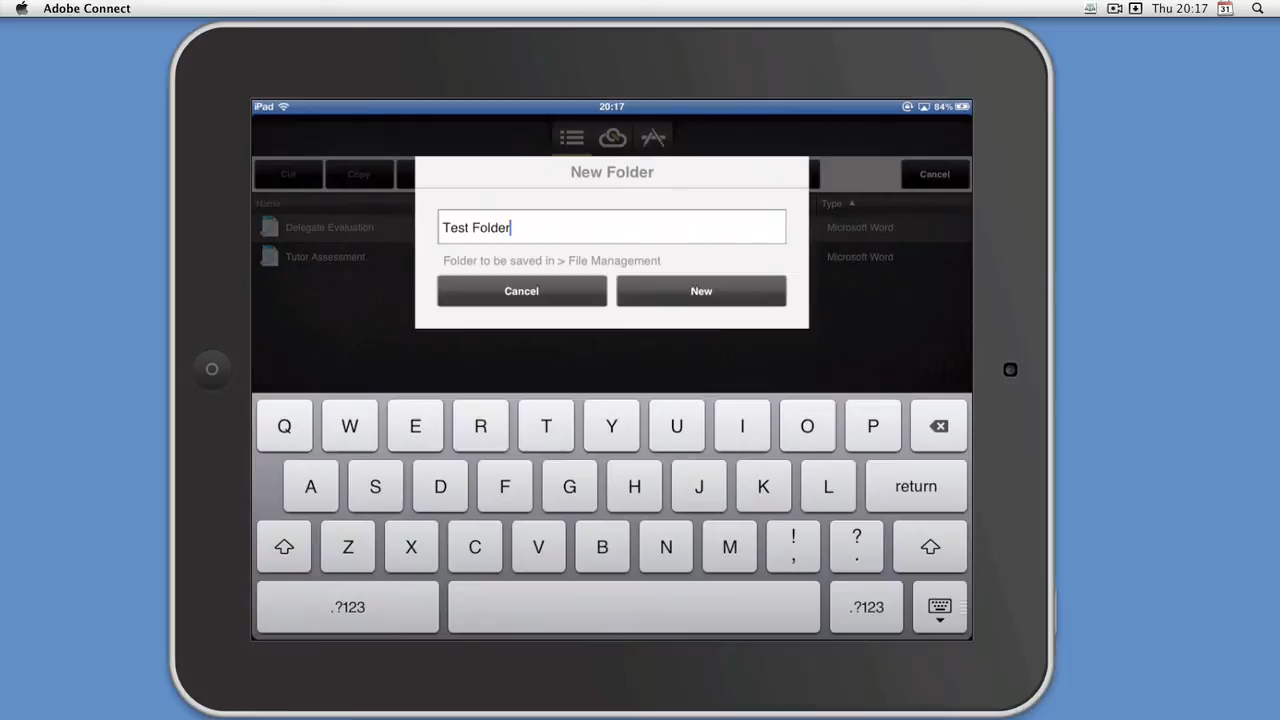 Adobe Connect
Thu 20:17
31
iPad
20:17
84%
Cut
Copy
New Folder
Cancel
Name
Type
Test Folder
Delegate Evaluation
Microsoft Word
Tutor Assessment
Microsoft Word
Folder to be saved in > File Management
Cancel
New
Q W E R T Y U I O P
A S D F G H J K L return
Z X C V B N M ! , ? .
.?123 .?123